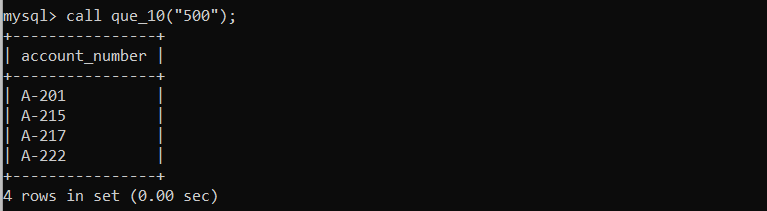 mysql> call que_10("500");
+----------------+
| account_number |
+----------------+
| A-201          |
| A-215          |
| A-217          |
| A-222          |
+----------------+
4 rows in set (0.00 sec)